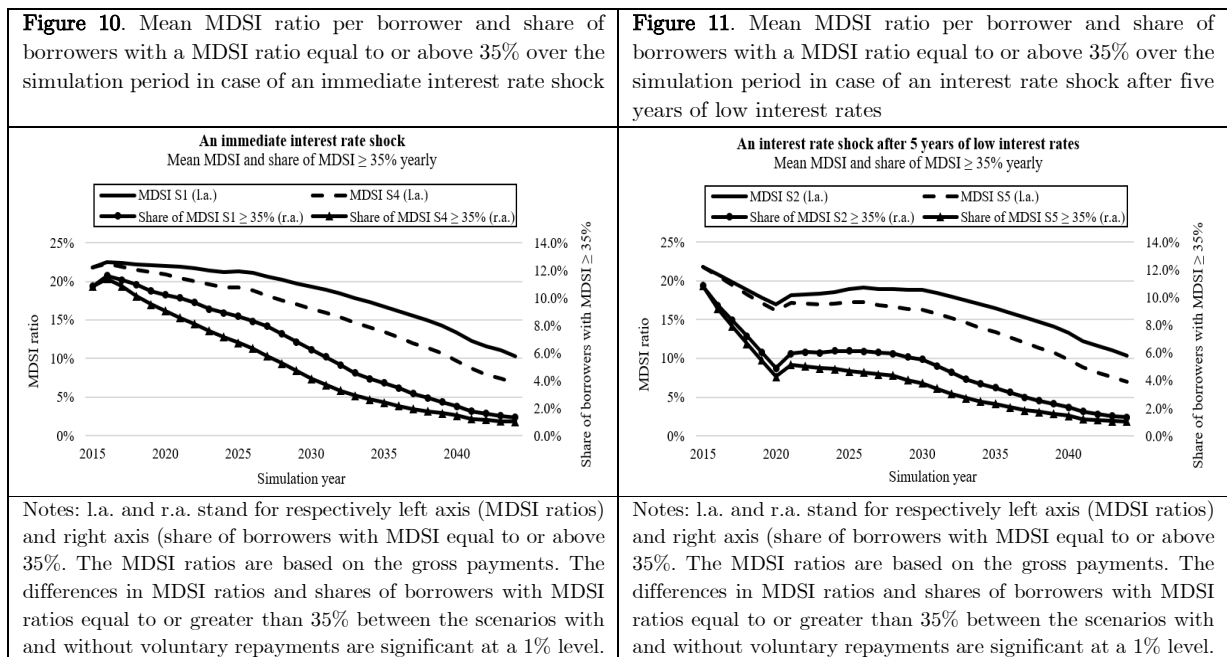 Figure 10. Mean MDSI ratio per borrower and share of
borrowers with a MDSI ratio equal to or above 35% over the
simulation period in case of an immediate interest rate shock
An immediate interest rate shock
Mean MDSI and share of MDSI ≥ 35% yearly
MDSI S1 (l.a.)
MDSI S4 (l.a.)
Share of MDSI S1 ≥ 35% (r.a.)
Share of MDSI S4 ≥ 35% (r.a.)
MDSI ratio
25%
20%
15%
10%
5%
0%
14.0%
12.0%
10.0%
8.0%
6.0%
4.0%
2.0%
0.0%
Share of borrowers with MDSI ≥ 35%
2015 2020 2025 2030 2035 2040
Simulation year
Notes: l.a. and r.a. stand for respectively left axis (MDSI ratios)
and right axis (share of borrowers with MDSI equal to or above
35%. The MDSI ratios are based on the gross payments. The
differences in MDSI ratios and shares of borrowers with MDSI
ratios equal to or greater than 35% between the scenarios with
and without voluntary repayments are significant at a 1% level.
Figure 11. Mean MDSI ratio per borrower and share of
borrowers with a MDSI ratio equal to or above 35% over the
simulation period in case of an interest rate shock after five
years of low interest rates
An interest rate shock after 5 years of low interest rates
Mean MDSI and share of MDSI ≥ 35% yearly
MDSI S2 (l.a.)
MDSI S5 (l.a.)
Share of MDSI S2 ≥ 35% (r.a.)
Share of MDSI S5 ≥ 35% (r.a.)
MDSI ratio
25%
20%
15%
10%
5%
0%
14.0%
12.0%
10.0%
8.0%
6.0%
4.0%
2.0%
0.0%
Share of borrowers with MDSI ≥ 35%
2015 2020 2025 2030 2035 2040
Simulation year
Notes: l.a. and r.a. stand for respectively left axis (MDSI ratios)
and right axis (share of borrowers with MDSI equal to or above
35%. The MDSI ratios are based on the gross payments. The
differences in MDSI ratios and shares of borrowers with MDSI
ratios equal to or greater than 35% between the scenarios with
and without voluntary repayments are significant at a 1% level.